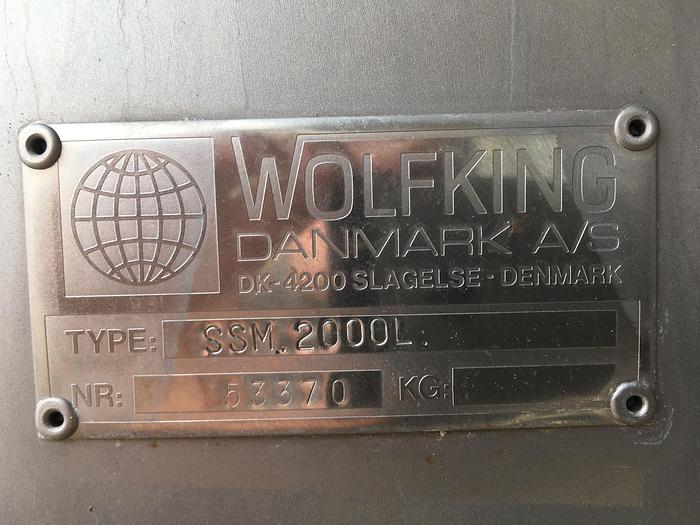 WOLFKING
DANMARK A/S
DK-4200 SLAGELSE - DENMARK
TYPE: SSM.2000L.
NR: 53370 KG: